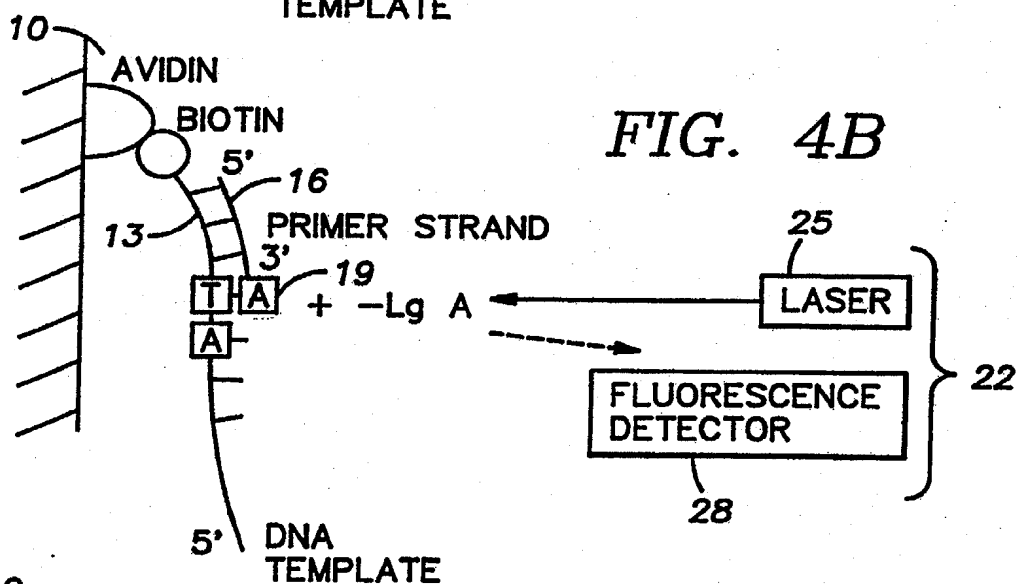 TEMPLATE
10
AVIDIN
BIOTIN
FIG. 4B
5'
16
13
PRIMER STRAND
3'
19
25
T A + -Lg A
LASER
A
22
FLUORESCENCE
DETECTOR
28
5' DNA
TEMPLATE